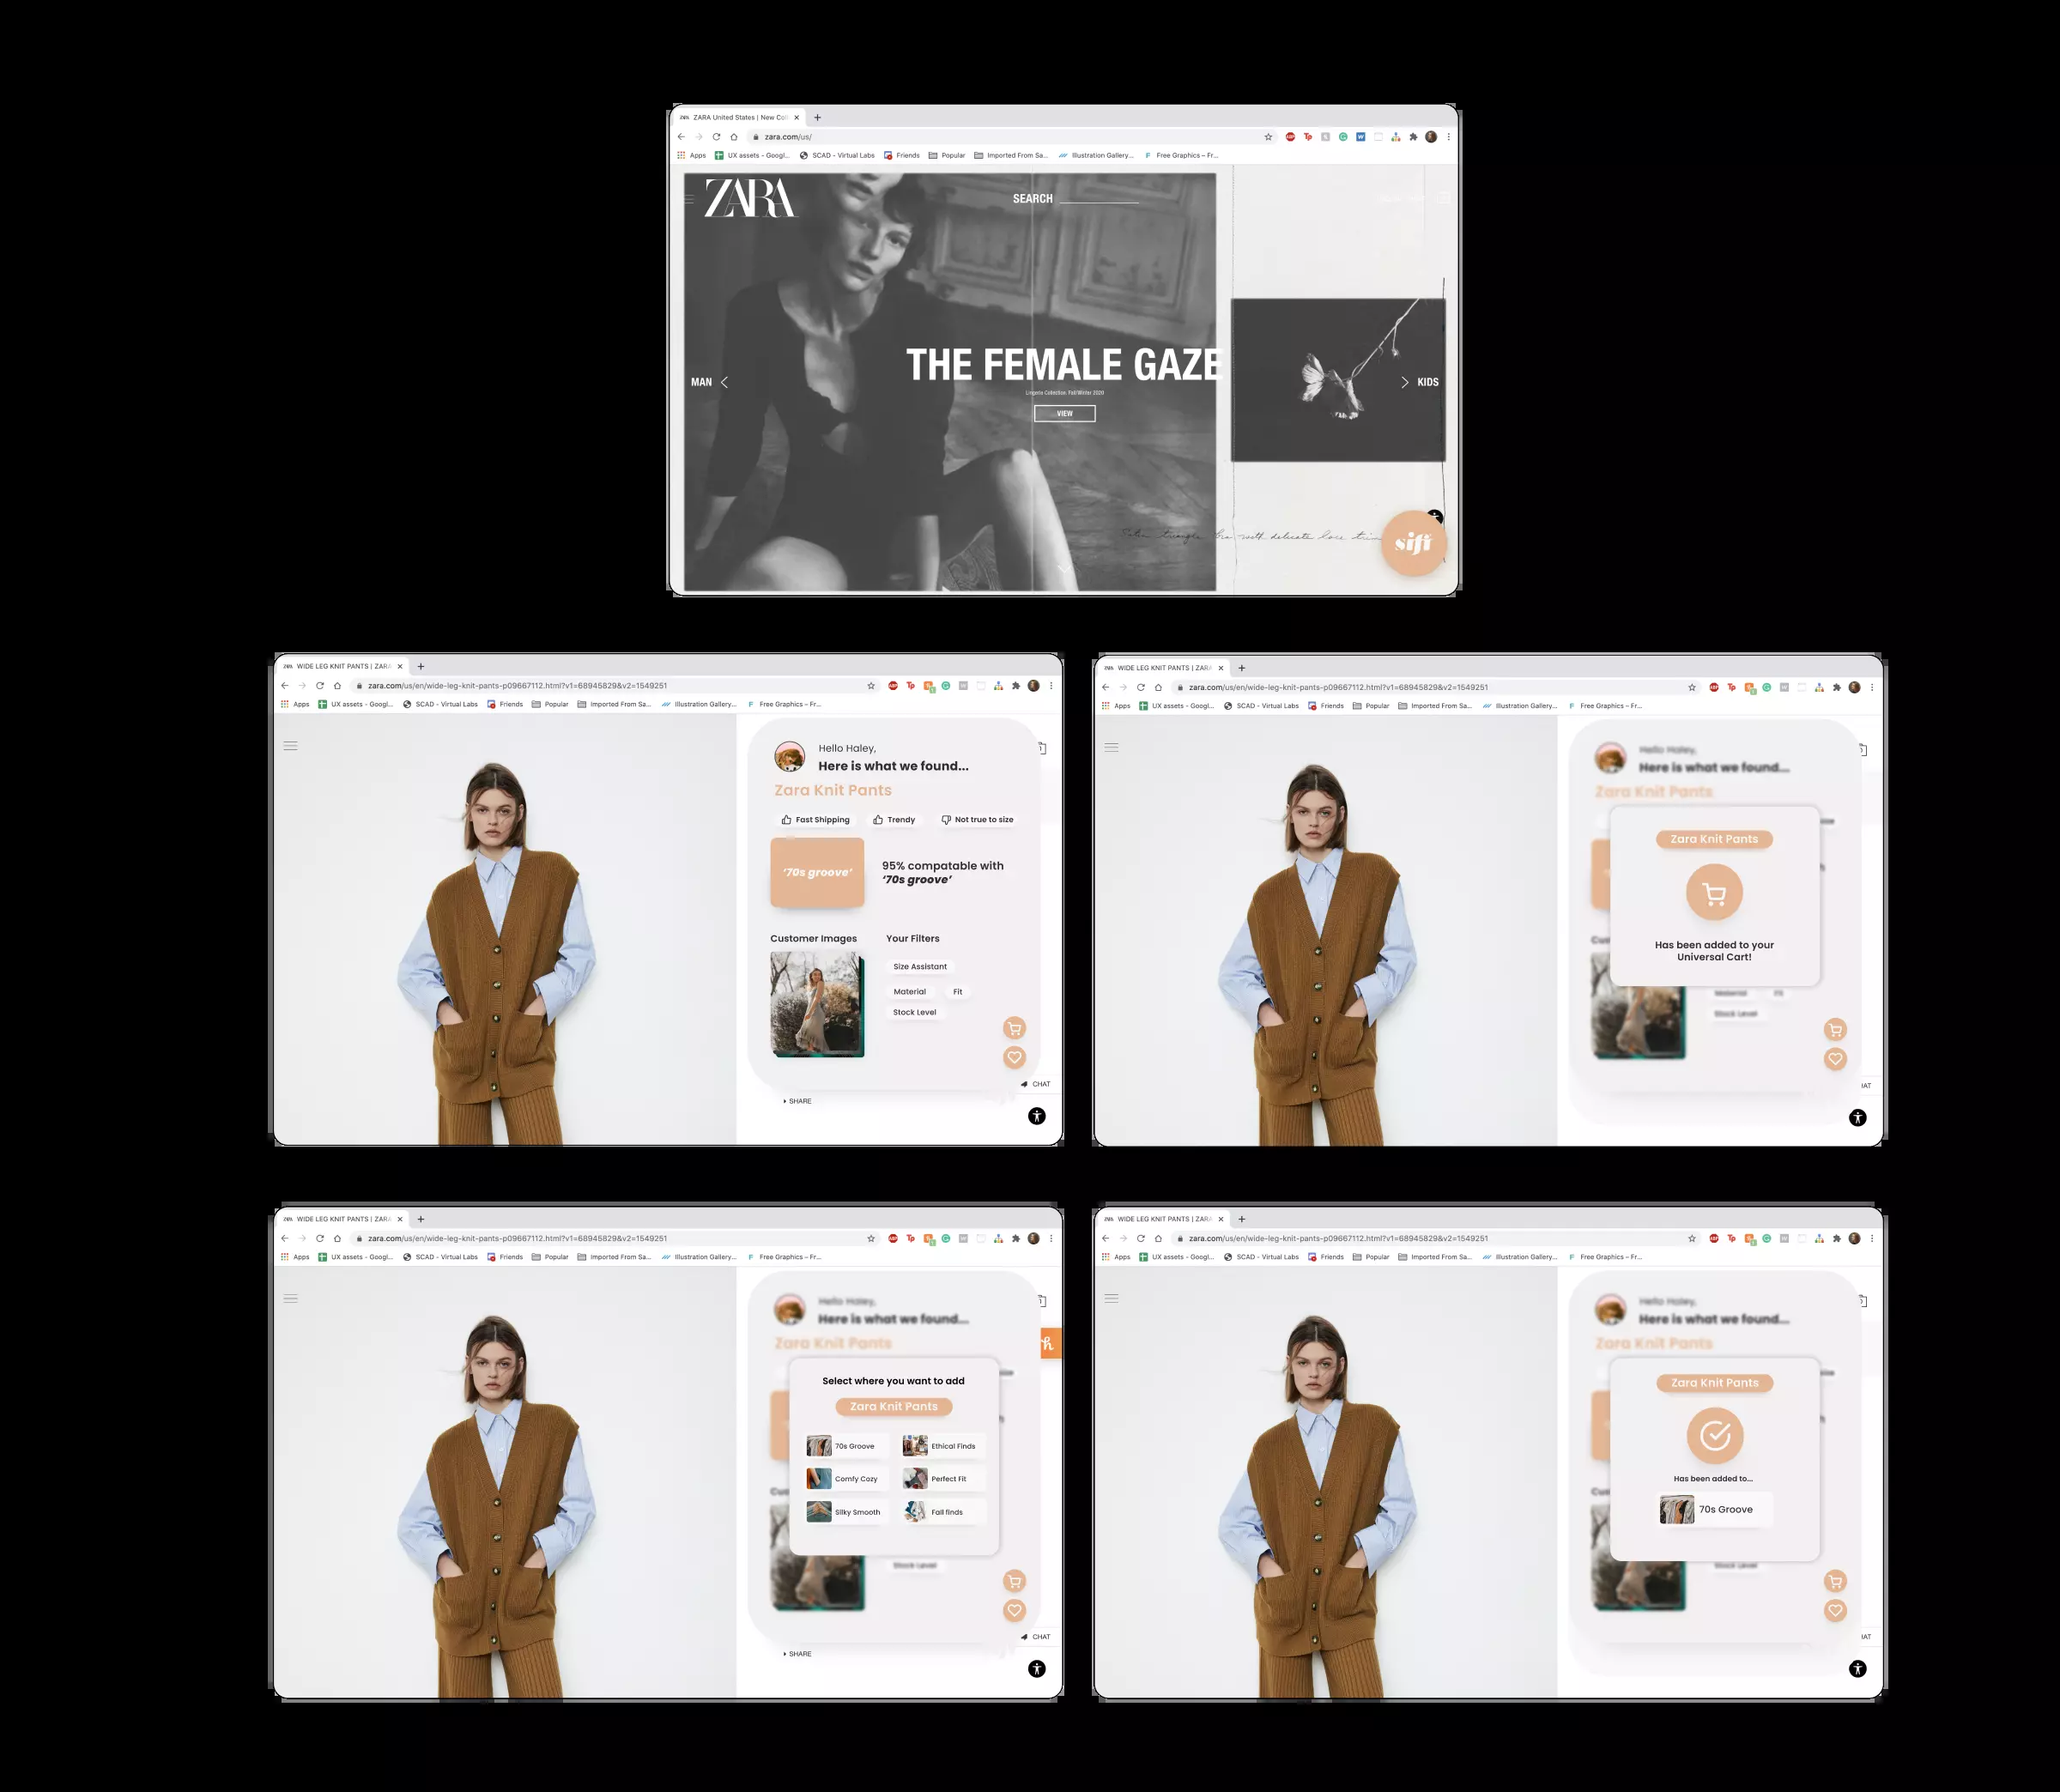 ZARA United States | New Col
zara.com/us/
Apps UX assets - Googl... SCAD - Virtual Labs Friends Popular Imported From Sa... Illustration Gallery... Free Graphics – Fr...
ZARA
SEARCH
THE FEMALE GAZE
MAN
KIDS
Lingerie Collection. Fall/Winter 2020
VIEW
with delicate lace trim
sift
WIDE LEG KNIT PANTS | ZARA
zara.com/us/en/wide-leg-knit-pants-p09667112.html?v1=68945829&v2=1549251
Apps UX assets - Googl... SCAD - Virtual Labs Friends Popular Imported From Sa... Illustration Gallery... Free Graphics – Fr...
Hello Haley,
Here is what we found...
Zara Knit Pants
Fast Shipping Trendy Not true to size
'70s groove'
95% compatable with
'70s groove'
Customer Images
Your Filters
Size Assistant
Material Fit
Stock Level
CHAT
SHARE
WIDE LEG KNIT PANTS | ZARA
zara.com/us/en/wide-leg-knit-pants-p09667112.html?v1=68945829&v2=1549251
Apps UX assets - Googl... SCAD - Virtual Labs Friends Popular Imported From Sa... Illustration Gallery... Free Graphics – Fr...
Hello Haley,
Here is what we found...
Zara Knit Pants
Zara Knit Pants
Has been added to your
Universal Cart!
Material Fit
Stock Level
HAT
WIDE LEG KNIT PANTS | ZARA
zara.com/us/en/wide-leg-knit-pants-p09667112.html?v1=68945829&v2=1549251
Apps UX assets - Googl... SCAD - Virtual Labs Friends Popular Imported From Sa... Illustration Gallery... Free Graphics – Fr...
Hello Haley,
Here is what we found...
Zara Knit Pants
Select where you want to add
Zara Knit Pants
70s Groove Ethical Finds
Comfy Cozy Perfect Fit
Silky Smooth Fall finds
Stock Level
CHAT
SHARE
WIDE LEG KNIT PANTS | ZARA
zara.com/us/en/wide-leg-knit-pants-p09667112.html?v1=68945829&v2=1549251
Apps UX assets - Googl... SCAD - Virtual Labs Friends Popular Imported From Sa... Illustration Gallery... Free Graphics – Fr...
Hello Haley,
Here is what we found...
Zara Knit Pants
Zara Knit Pants
Has been added to...
70s Groove
Stock Level
HAT